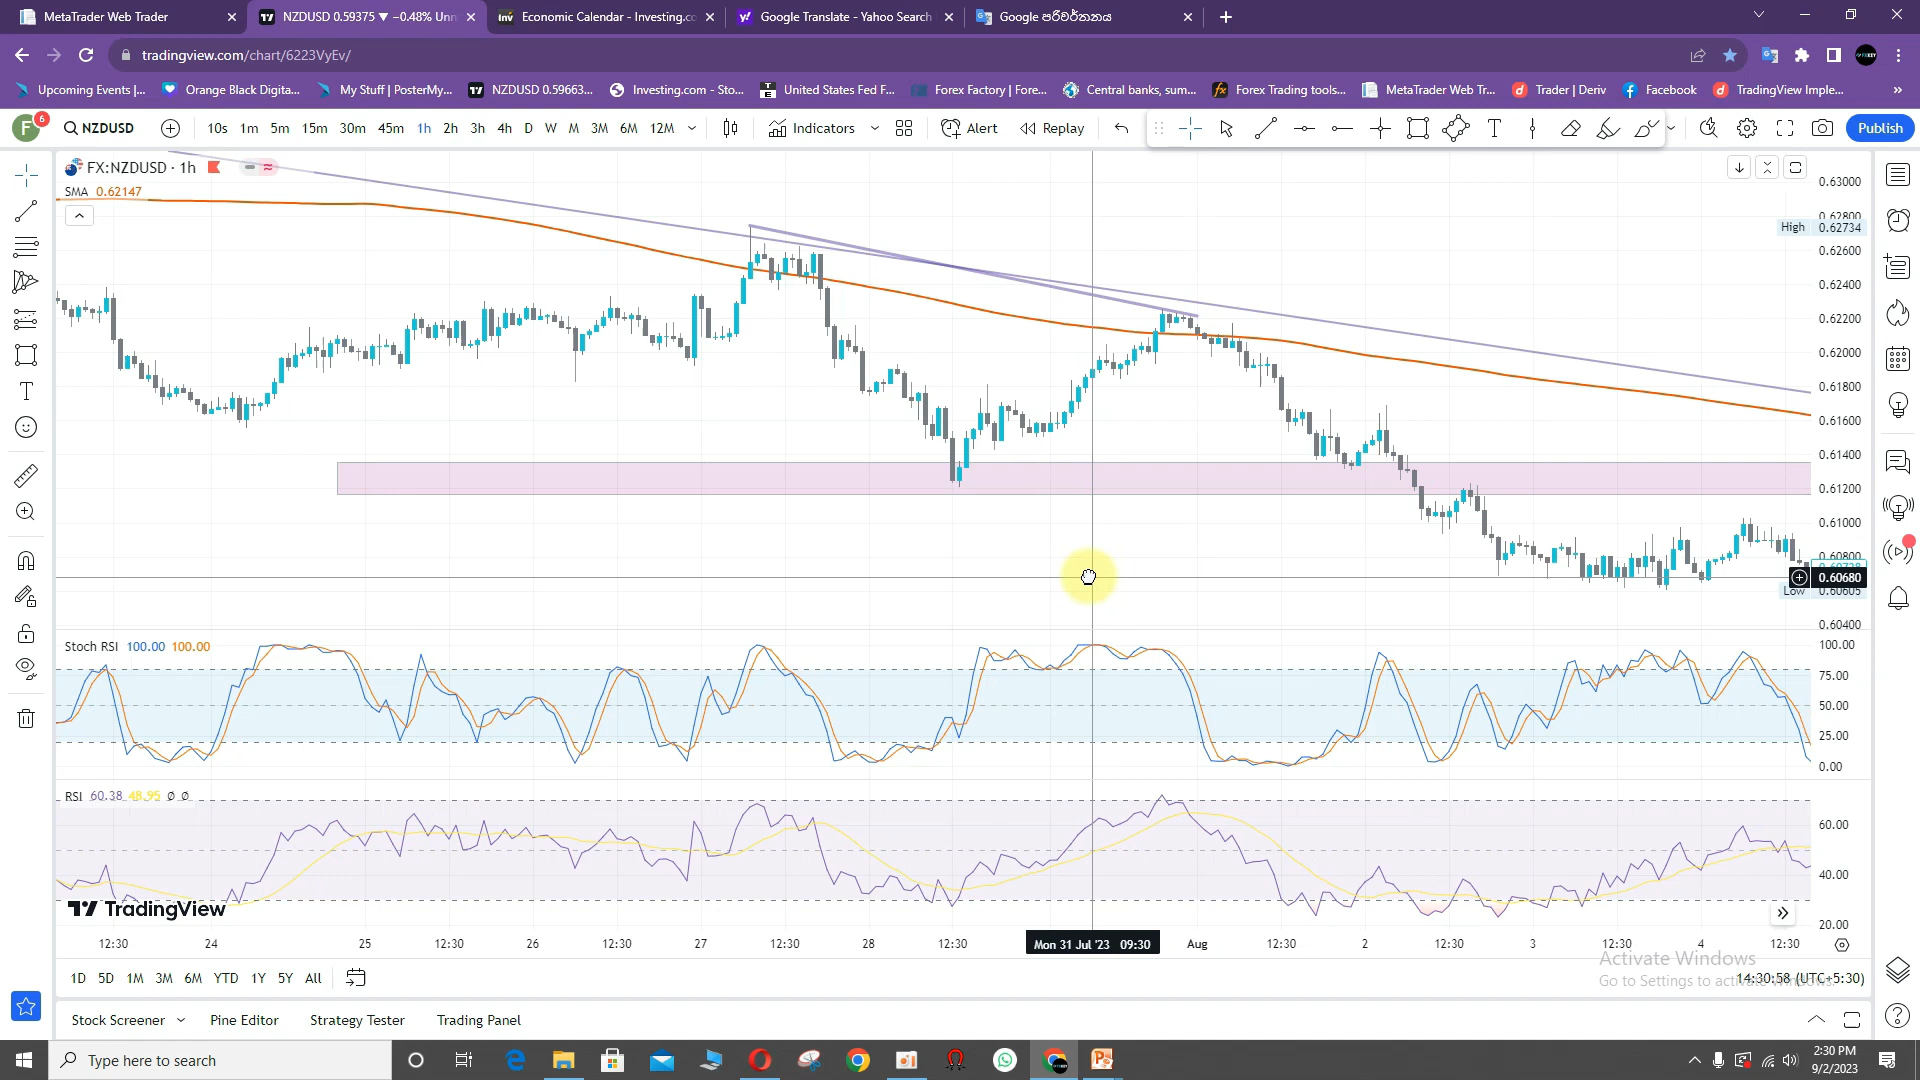 MetaTrader Web Trader
NZDUSD 0.59375 ▼ −0.48% Unn
Economic Calendar - Investing.co
Google Translate - Yahoo Search
Google පරිවර්තනය
tradingview.com/chart/6223VyEv/
Upcoming Events |...
Orange Black Digita...
My Stuff | PosterMy...
NZDUSD 0.59663...
Investing.com - Sto...
United States Fed F...
Forex Factory | Fore...
Central banks, sum...
Forex Trading tools...
MetaTrader Web Tr...
Trader | Deriv
Facebook
TradingView Imple...
F 6
NZDUSD
10s 1m 5m 15m 30m 45m 1h 2h 3h 4h D W M 3M 6M 12M
Indicators
Alert
Replay
Publish
FX:NZDUSD · 1h
SMA 0.62147
0.63000
0.62800
High 0.62734
0.62600
0.62400
0.62200
0.62000
0.61800
0.61600
0.61400
0.61200
0.61000
0.60800
0.60680
Low 0.60605
0.60400
Stoch RSI 100.00 100.00
100.00
75.00
50.00
25.00
0.00
RSI 60.38 48.95 Ø Ø
60.00
40.00
20.00
TradingView
12:30 24 25 12:30 26 12:30 27 12:30 28 12:30 Mon 31 Jul '23 09:30 Aug 12:30 2 12:30 3 12:30 4 12:30
Activate Windows
Go to Settings to activate Windows.
1D 5D 1M 3M 6M YTD 1Y 5Y All
14:30:58 (UTC+5:30)
Stock Screener
Pine Editor
Strategy Tester
Trading Panel
Type here to search
2:30 PM
9/2/2023